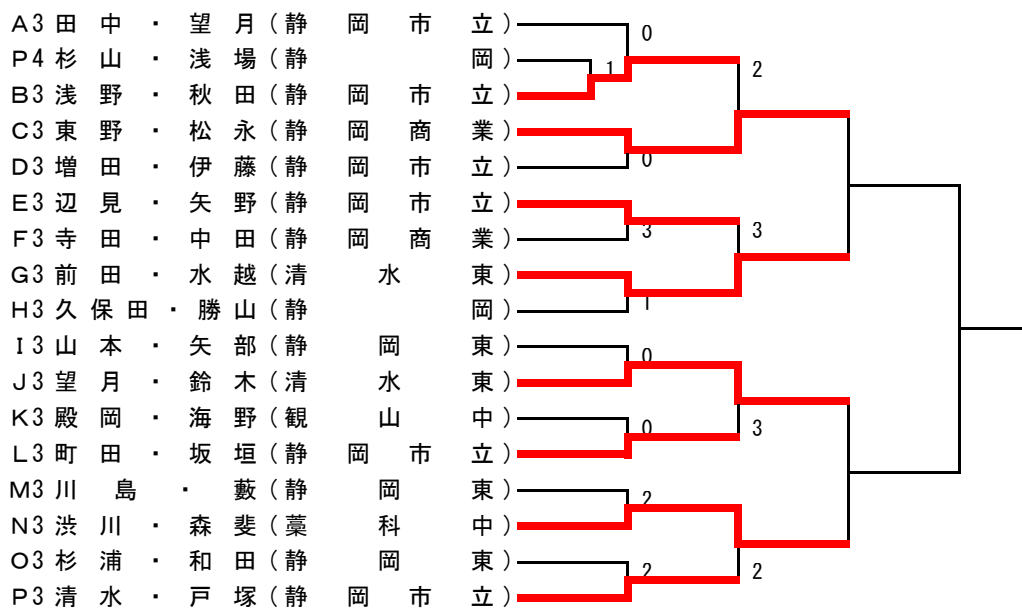 A3 田中・望月(静岡市立) 0
P4 杉山・浅場(静岡) 1 2
B3 浅野・秋田(静岡市立)
C3 東野・松永(静岡商業)
D3 増田・伊藤(静岡市立) 0
E3 辺見・矢野(静岡市立)
F3 寺田・中田(静岡商業) 3 3
G3 前田・水越(清水東)
H3 久保田・勝山(静岡) 1
I3 山本・矢部(静岡東) 0
J3 望月・鈴木(清水東)
K3 殿岡・海野(観山中) 0 3
L3 町田・坂垣(静岡市立)
M3 川島・藪(静岡東) 2
N3 渋川・森斐(藁科中)
O3 杉浦・和田(静岡東) 2 2
P3 清水・戸塚(静岡市立)